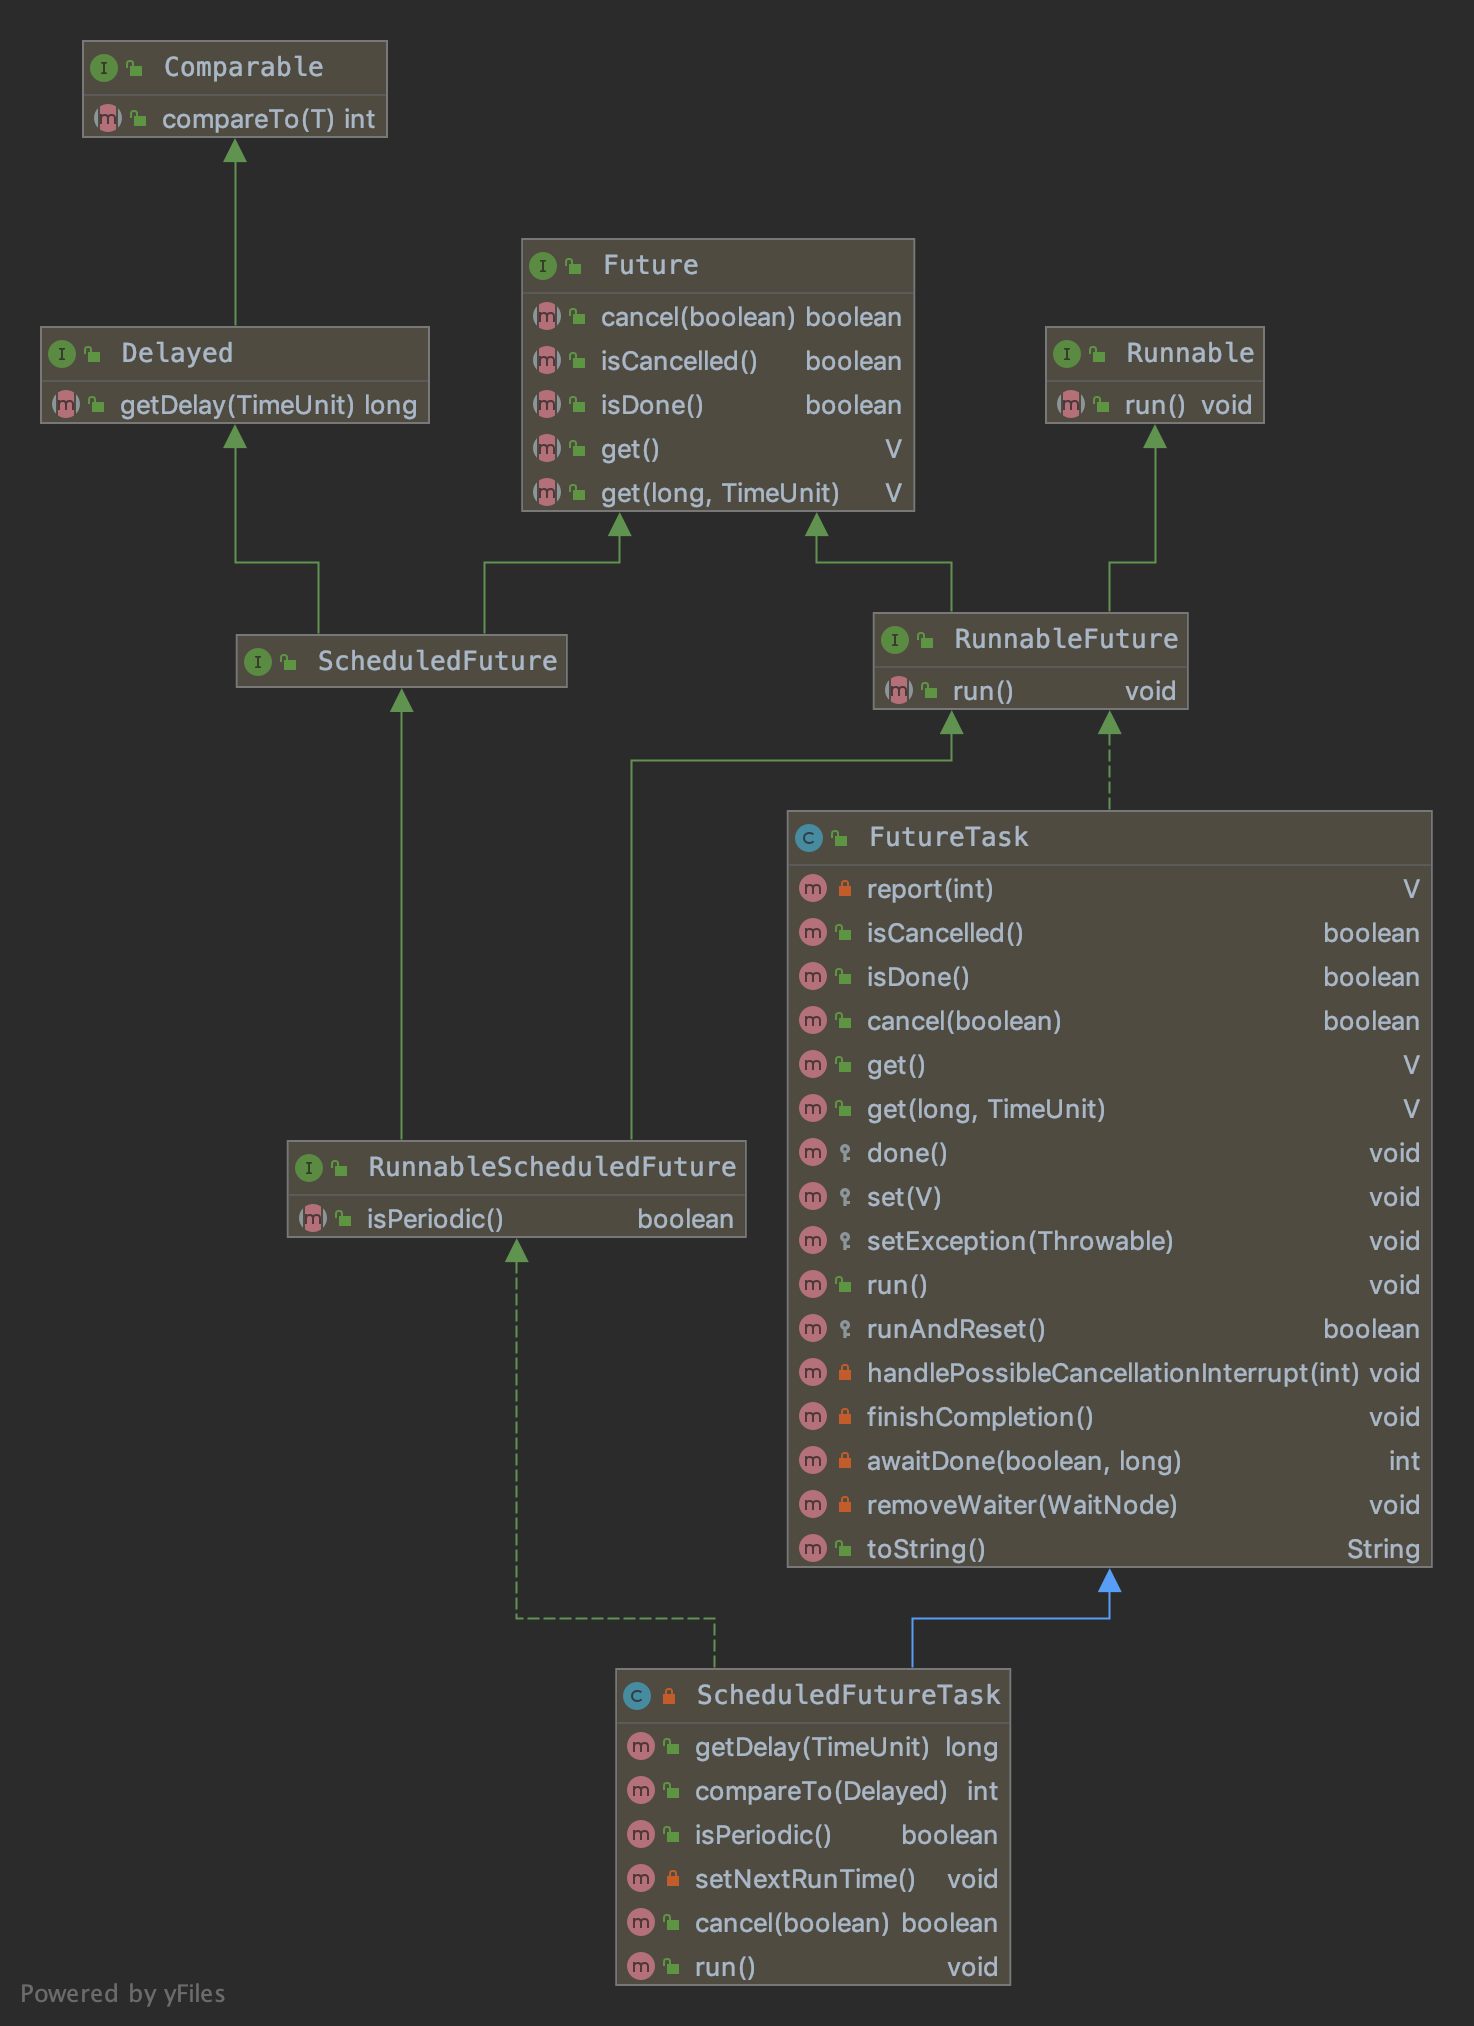 Comparable
compareTo(T) int
Future
cancel(boolean) boolean
isCancelled() boolean
isDone() boolean
get() V
get(long, TimeUnit) V
Delayed
getDelay(TimeUnit) long
Runnable
run() void
ScheduledFuture
RunnableFuture
run() void
FutureTask
report(int) V
isCancelled() boolean
isDone() boolean
cancel(boolean) boolean
get() V
get(long, TimeUnit) V
done() void
set(V) void
setException(Throwable) void
run() void
runAndReset() boolean
handlePossibleCancellationInterrupt(int) void
finishCompletion() void
awaitDone(boolean, long) int
removeWaiter(WaitNode) void
toString() String
RunnableScheduledFuture
isPeriodic() boolean
ScheduledFutureTask
getDelay(TimeUnit) long
compareTo(Delayed) int
isPeriodic() boolean
setNextRunTime() void
cancel(boolean) boolean
run() void
Powered by yFiles